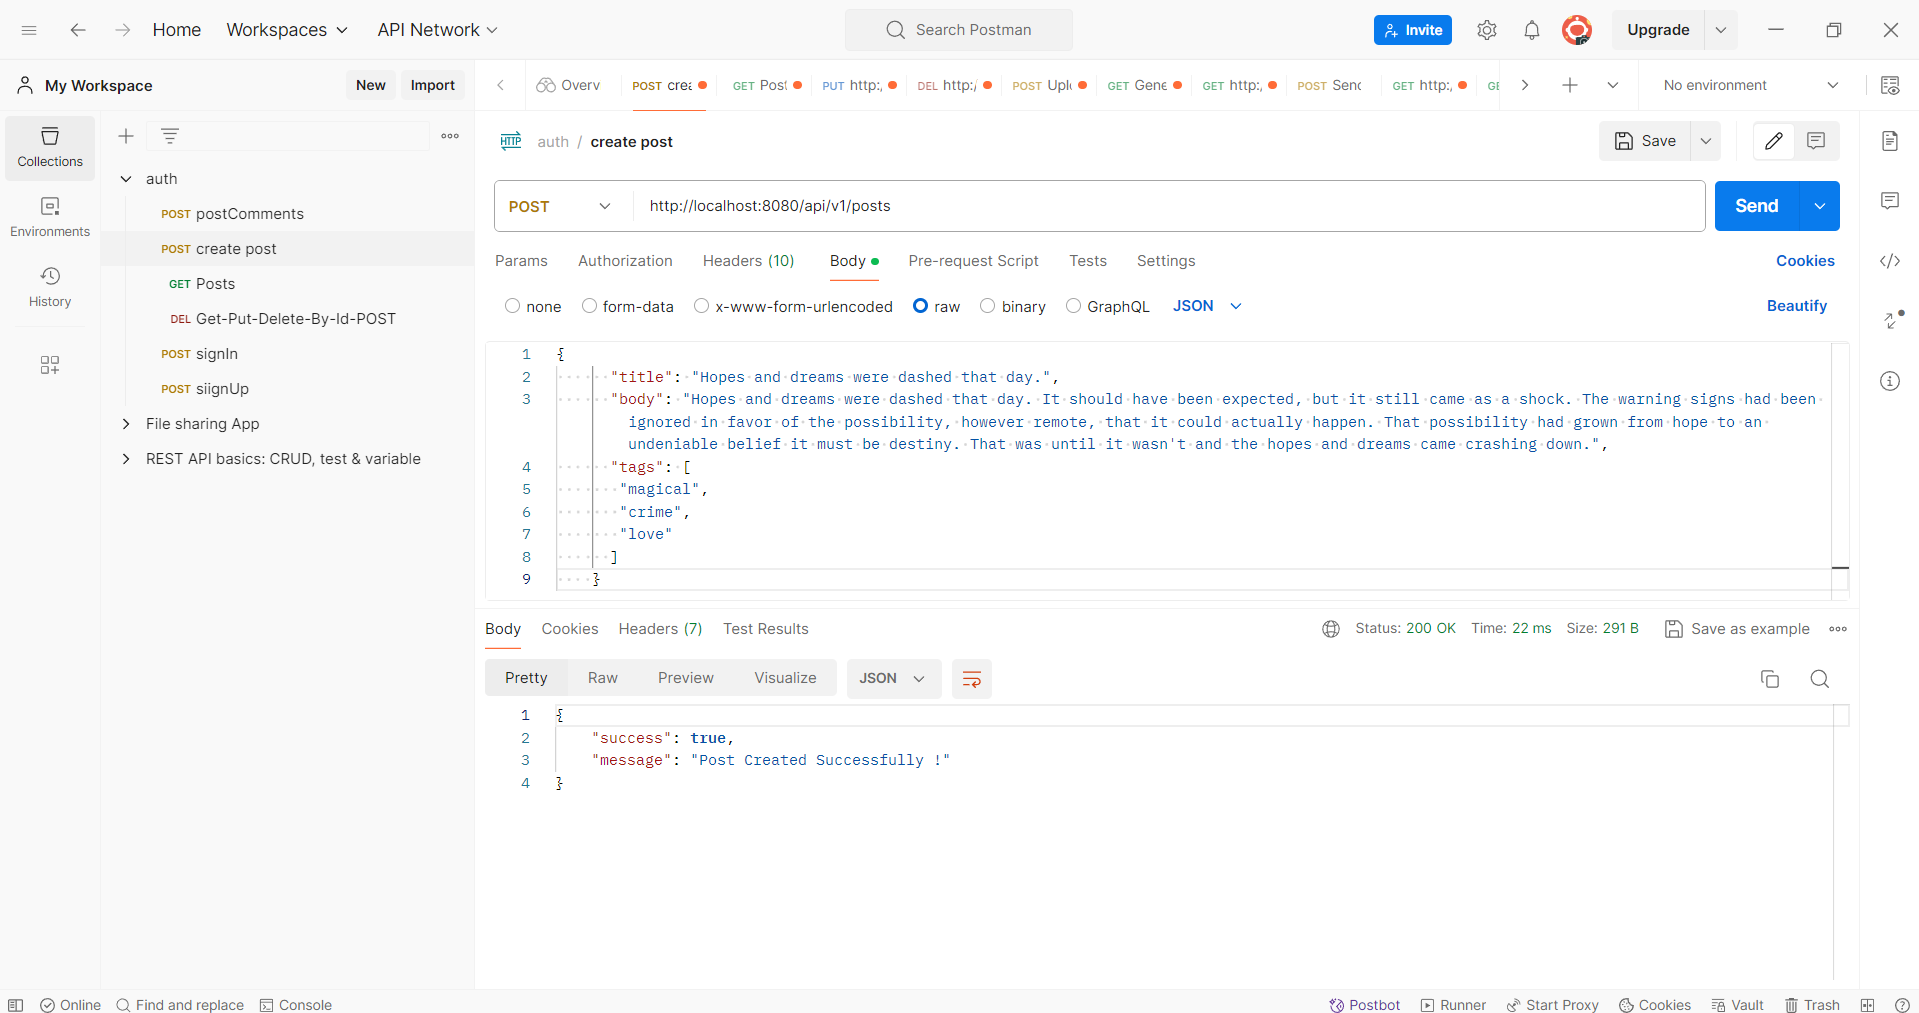 Home
Workspaces
API Network
Search Postman
Invite
Upgrade
My Workspace
New
Import
Overv
POST crea
GET Post
PUT http:/
DEL http:/
POST Uplo
GET Gene
GET http:/
POST Send
GET http:/
GE
No environment
Collections
Environments
History
auth
POST postComments
POST create post
GET Posts
DEL Get-Put-Delete-By-Id-POST
POST signIn
POST siignUp
File sharing App
REST API basics: CRUD, test & variable
HTTP auth / create post
Save
POST
http://localhost:8080/api/v1/posts
Send
Params
Authorization
Headers (10)
Body
Pre-request Script
Tests
Settings
Cookies
none
form-data
x-www-form-urlencoded
raw
binary
GraphQL
JSON
Beautify
1 {
2 "title": "Hopes and dreams were dashed that day.",
3 "body": "Hopes and dreams were dashed that day. It should have been expected, but it still came as a shock. The warning signs had been
ignored in favor of the possibility, however remote, that it could actually happen. That possibility had grown from hope to an
undeniable belief it must be destiny. That was until it wasn't and the hopes and dreams came crashing down.",
4 "tags": [
5 "magical",
6 "crime",
7 "love"
8 ]
9 }
Body
Cookies
Headers (7)
Test Results
Status: 200 OK
Time: 22 ms
Size: 291 B
Save as example
Pretty
Raw
Preview
Visualize
JSON
1 {
2 "success": true,
3 "message": "Post Created Successfully !"
4 }
Online
Find and replace
Console
Postbot
Runner
Start Proxy
Cookies
Vault
Trash